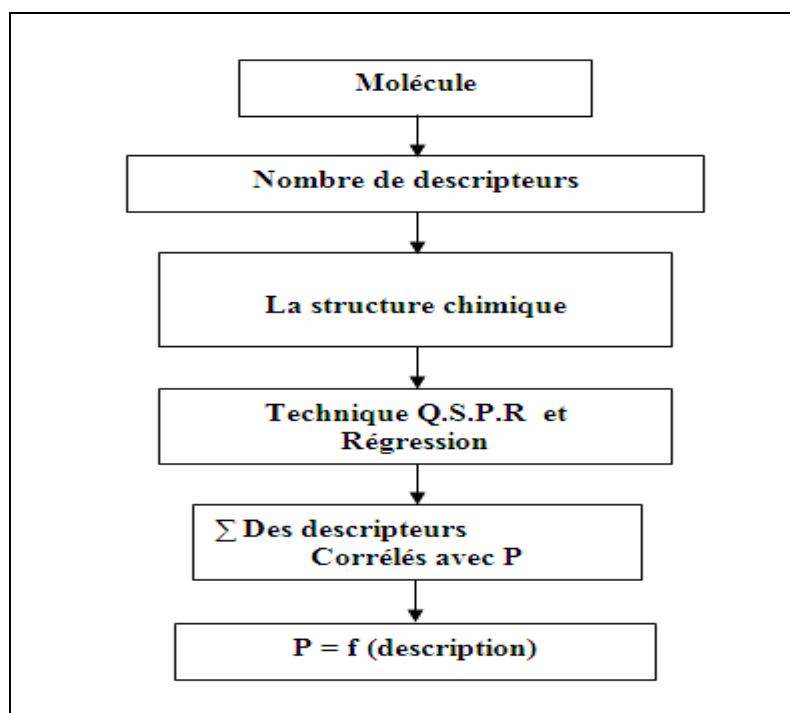 Molécule
Nombre de descripteurs
La structure chimique
Technique Q.S.P.R et
Régression
∑ Des descripteurs
Corrélés avec P
P = f (description)